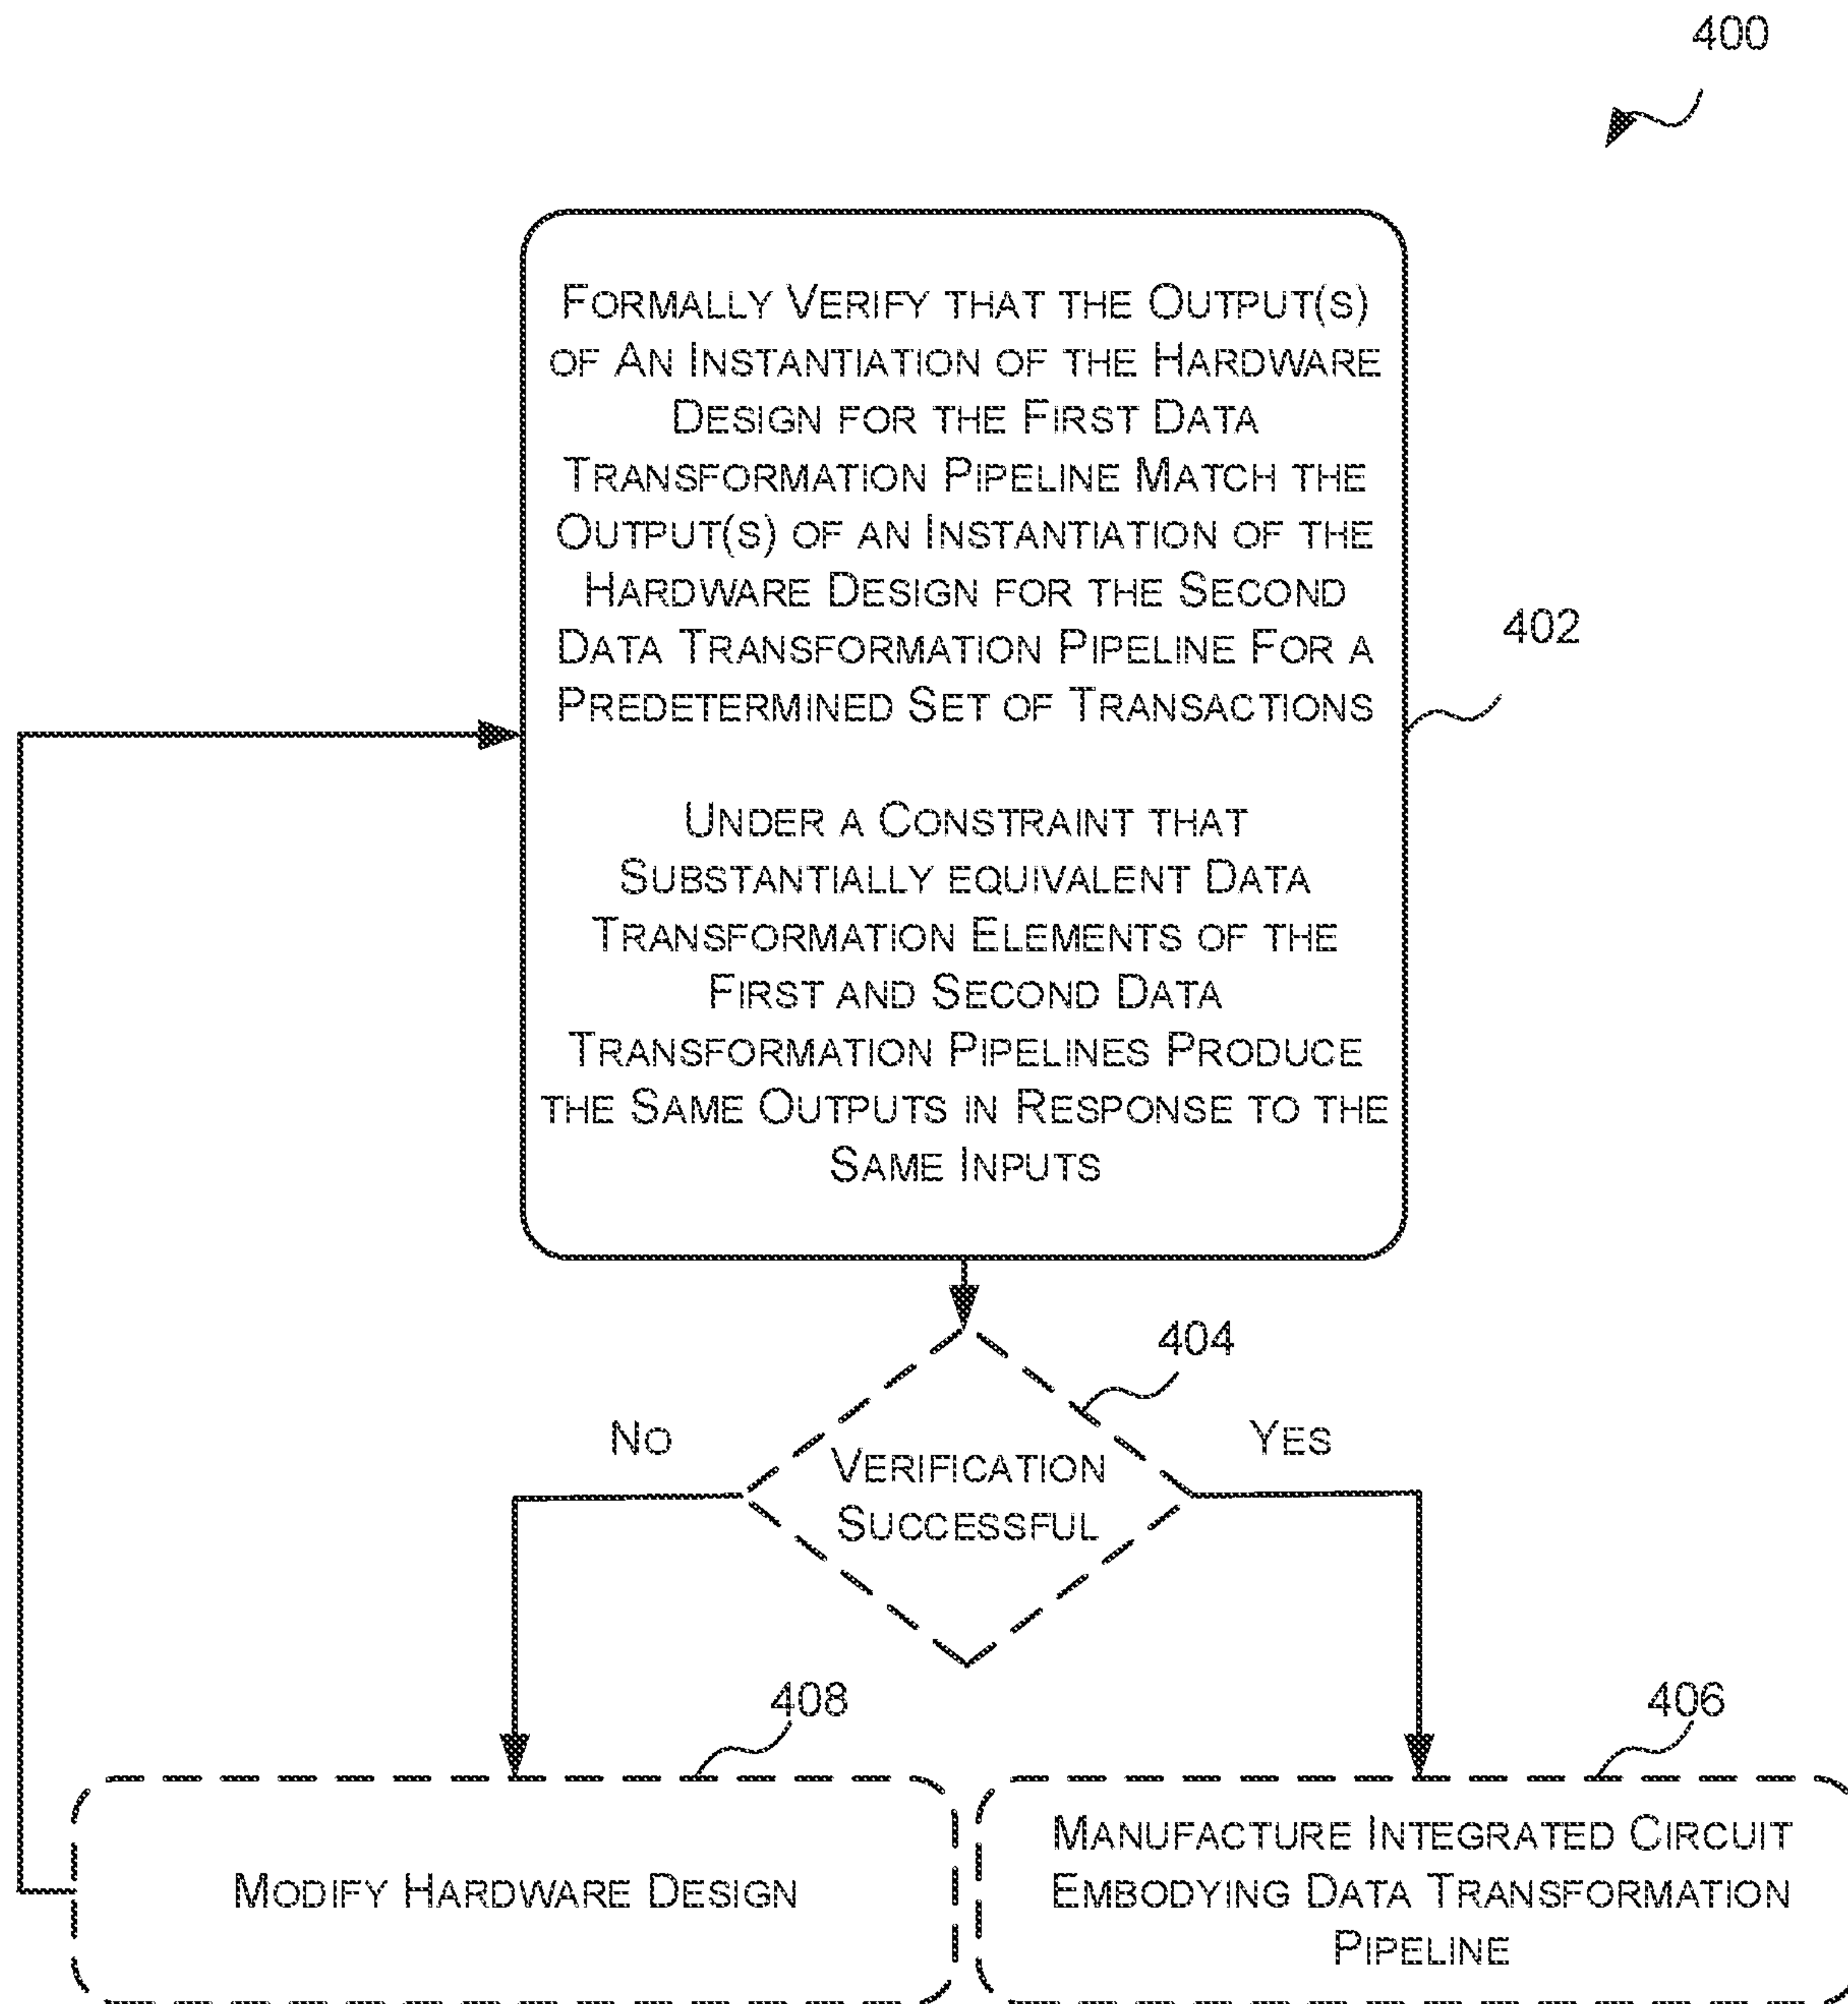 400
FORMALLY VERIFY THAT THE OUTPUT(S)
OF AN INSTANTIATION OF THE HARDWARE
DESIGN FOR THE FIRST DATA
TRANSFORMATION PIPELINE MATCH THE
OUTPUT(S) OF AN INSTANTIATION OF THE
HARDWARE DESIGN FOR THE SECOND
DATA TRANSFORMATION PIPELINE FOR A
PREDETERMINED SET OF TRANSACTIONS
402
UNDER A CONSTRAINT THAT
SUBSTANTIALLY EQUIVALENT DATA
TRANSFORMATION ELEMENTS OF THE
FIRST AND SECOND DATA
TRANSFORMATION PIPELINES PRODUCE
THE SAME OUTPUTS IN RESPONSE TO THE
SAME INPUTS
404
NO
YES
VERIFICATION
SUCCESSFUL
408
406
MODIFY HARDWARE DESIGN
MANUFACTURE INTEGRATED CIRCUIT
EMBODYING DATA TRANSFORMATION
PIPELINE